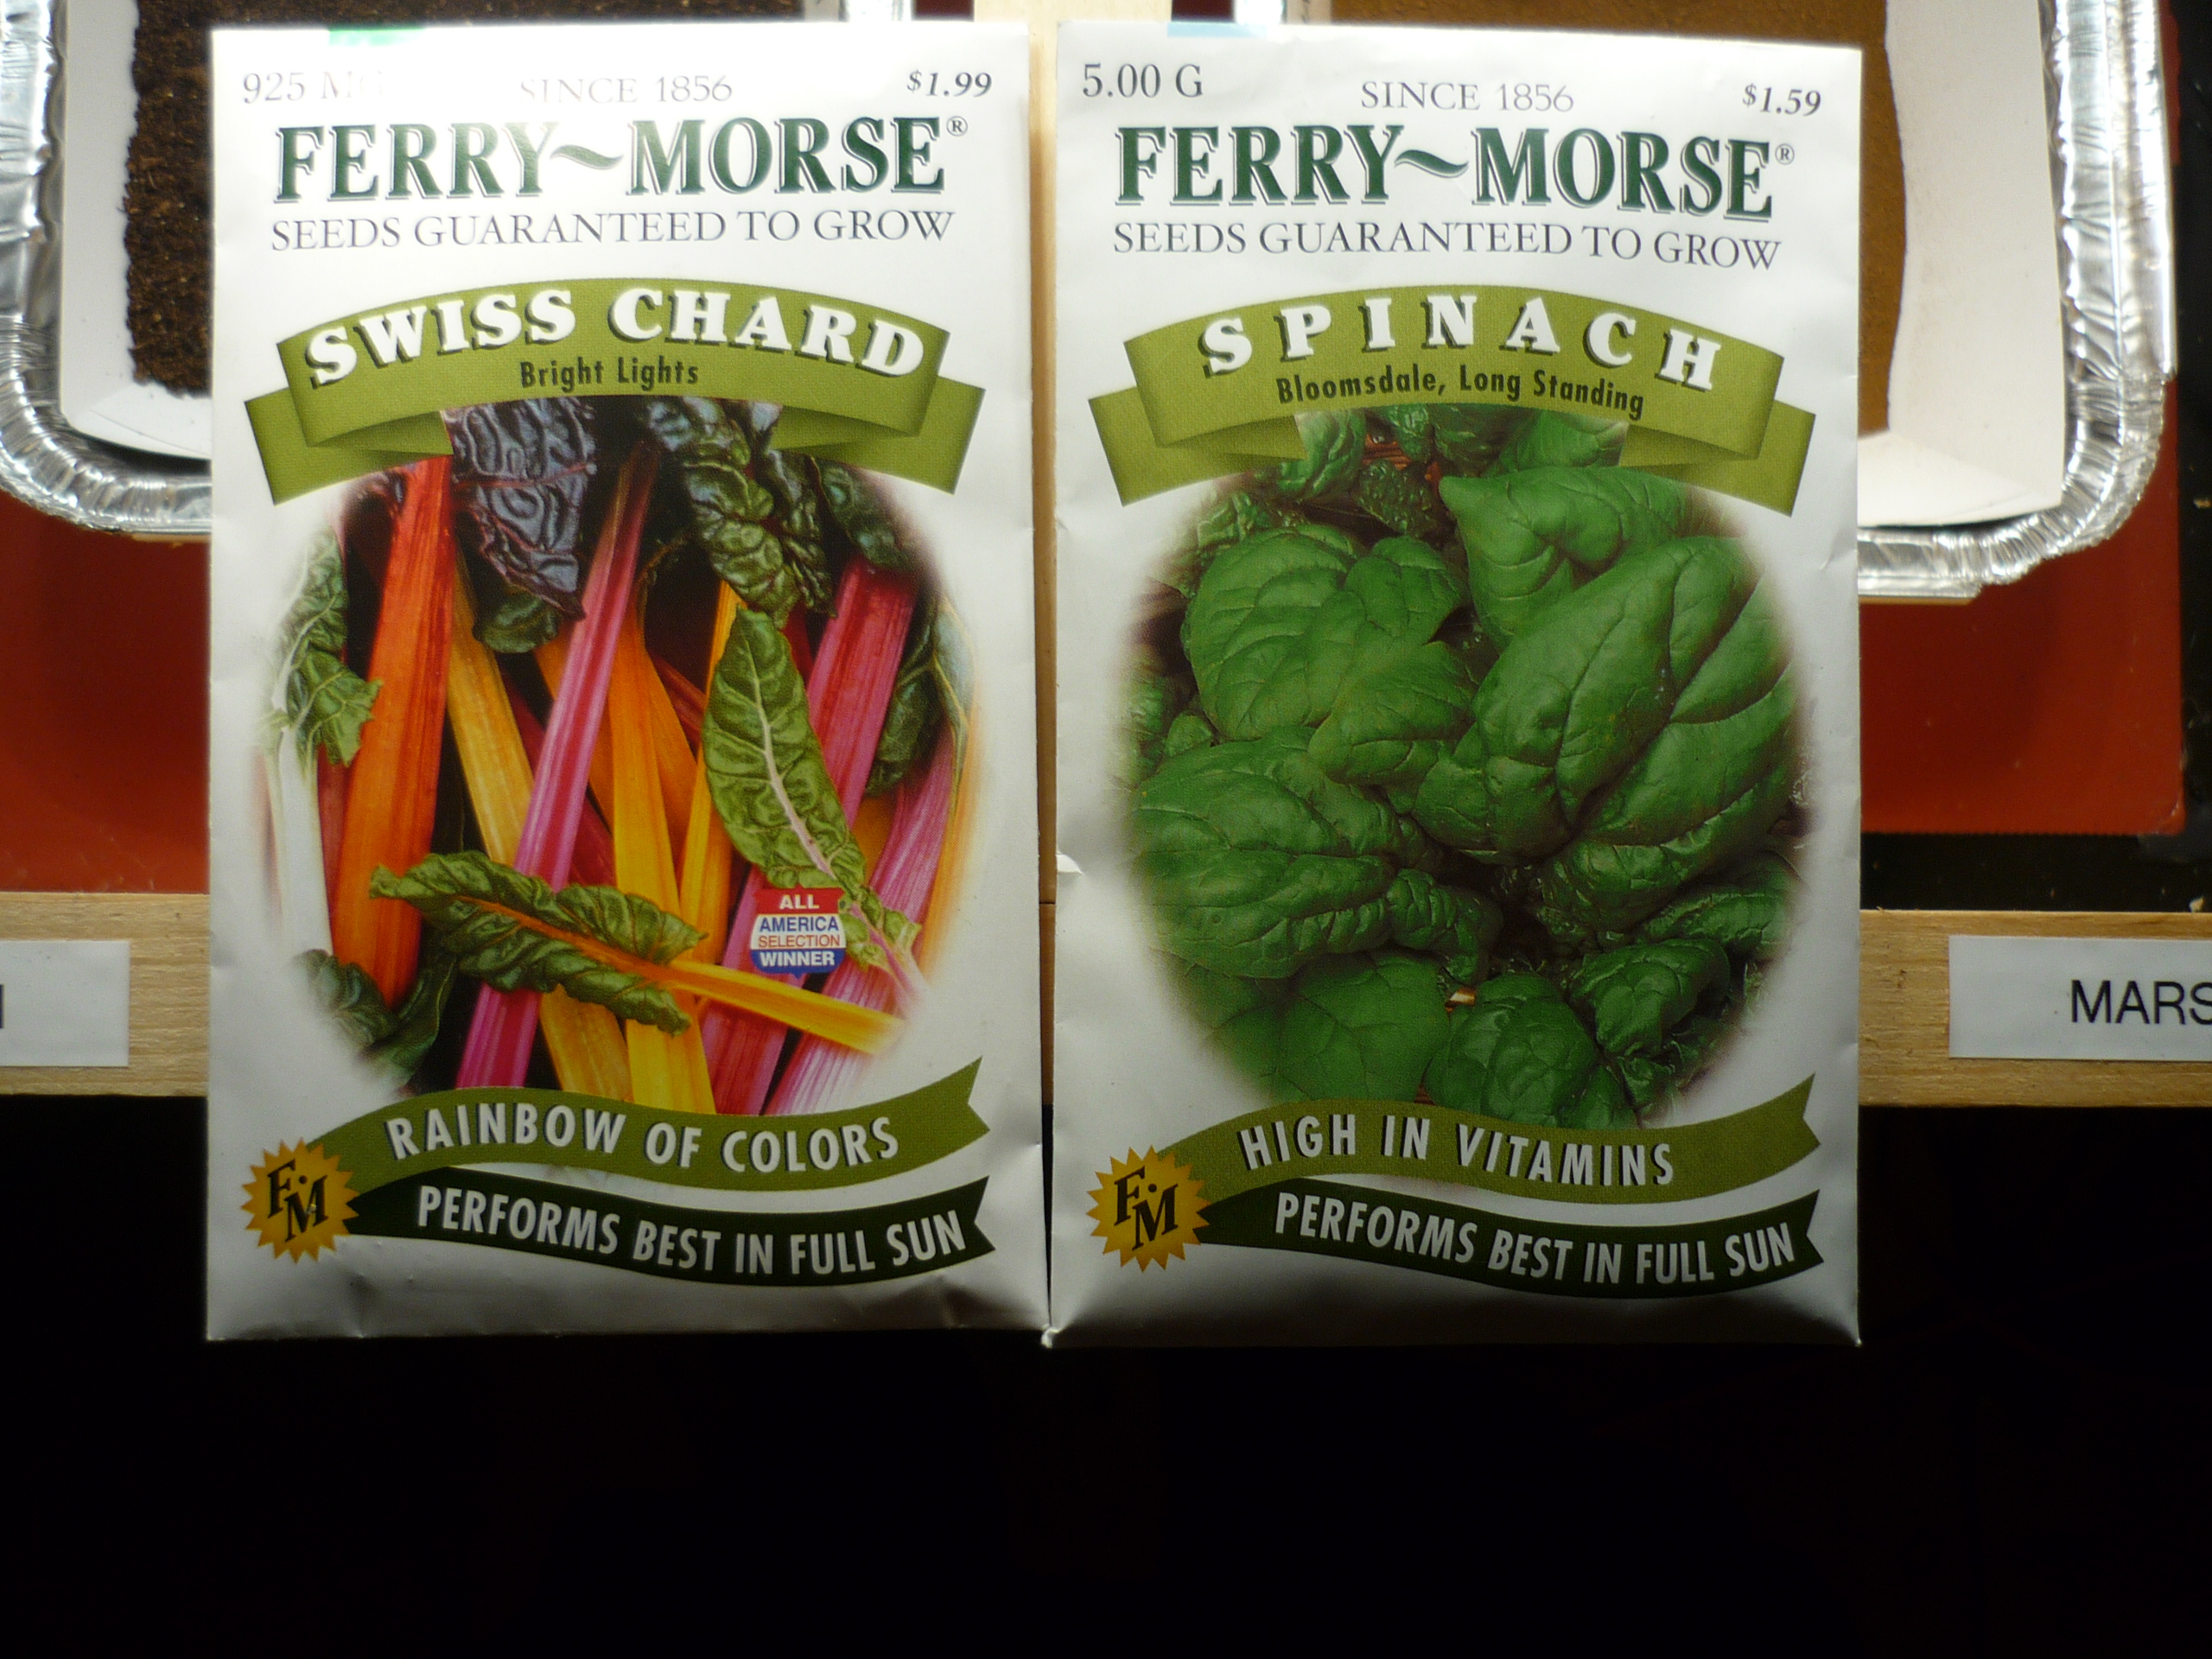 925 MG
SINCE 1856
$1.99
FERRY~MORSE®
SEEDS GUARANTEED TO GROW
SWISS CHARD
Bright Lights
ALL
AMERICA
SELECTION
WINNER
RAINBOW OF COLORS
F·M
PERFORMS BEST IN FULL SUN
5.00 G
SINCE 1856
$1.59
FERRY~MORSE®
SEEDS GUARANTEED TO GROW
SPINACH
Bloomsdale, Long Standing
HIGH IN VITAMINS
F·M
PERFORMS BEST IN FULL SUN
MARS